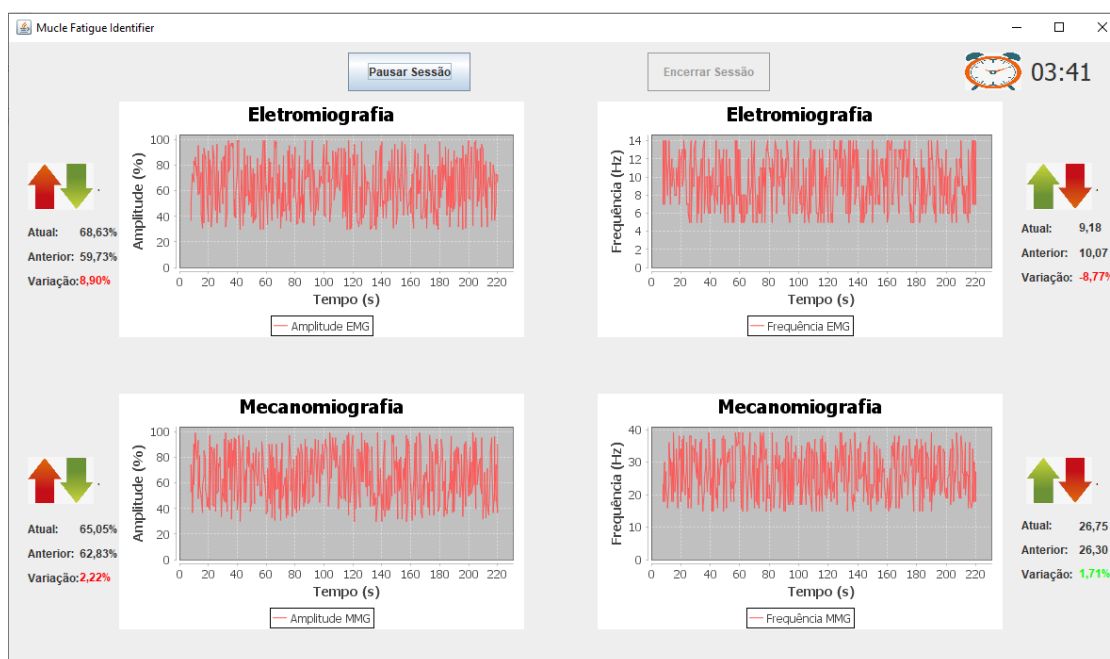 Mucle Fatigue Identifier
Pausar Sessão
Encerrar Sessão
03:41
Eletromiografia
Amplitude (%)
100
80
60
40
20
0
0 20 40 60 80 100 120 140 160 180 200 220
Tempo (s)
Amplitude EMG
Atual: 68,63%
Anterior: 59,73%
Variação: 8,90%
Eletromiografia
Frequência (Hz)
14
12
10
8
6
4
2
0
0 20 40 60 80 100 120 140 160 180 200 220
Tempo (s)
Frequência EMG
Atual: 9,18
Anterior: 10,07
Variação: -8,77%
Mecanomiografia
Amplitude (%)
100
80
60
40
20
0
0 20 40 60 80 100 120 140 160 180 200 220
Tempo (s)
Amplitude MMG
Atual: 65,05%
Anterior: 62,83%
Variação: 2,22%
Mecanomiografia
Frequência (Hz)
40
30
20
10
0
0 20 40 60 80 100 120 140 160 180 200 220
Tempo (s)
Frequência MMG
Atual: 26,75
Anterior: 26,30
Variação: 1,71%